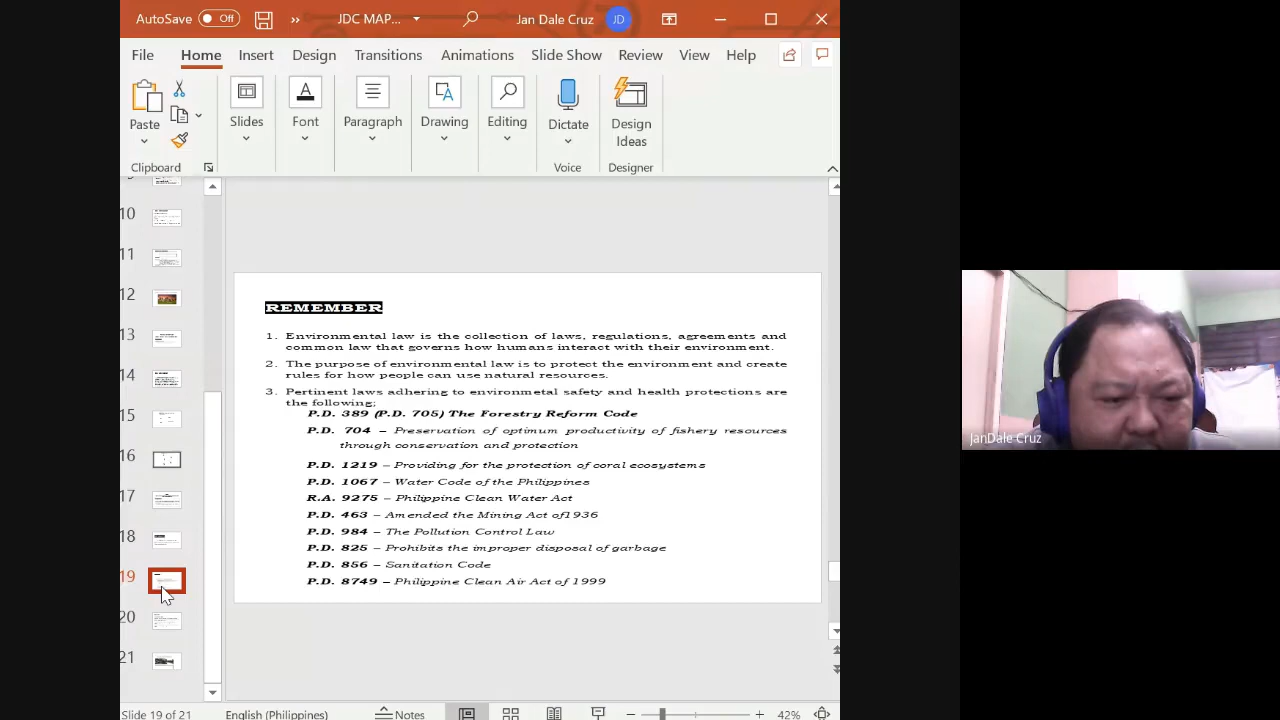 AutoSave Off JDC MAP... Jan Dale Cruz JD
File Home Insert Design Transitions Animations Slide Show Review View Help
Paste Slides Font Paragraph Drawing Editing Dictate Design Ideas
Clipboard Voice Designer
10
11
12
13
14
15
16
17
18
19
20
21
REMEMBER
1. Environmental law is the collection of laws, regulations, agreements and
common law that governs how humans interact with their environment.
2. The purpose of environmental law is to protect the environment and create
rules for how people can use natural resources.
3. Pertinent laws adhering to environmetal safety and health protections are
the following;
P.D. 389 (P.D. 705) The Forestry Reform Code
P.D. 704 – Preservation of optimum productivity of fishery resources
through conservation and protection
P.D. 1219 – Providing for the protection of coral ecosystems
P.D. 1067 – Water Code of the Philippines
R.A. 9275 – Philippine Clean Water Act
P.D. 463 – Amended the Mining Act of1936
P.D. 984 – The Pollution Control Law
P.D. 825 – Prohibits the improper disposal of garbage
P.D. 856 – Sanitation Code
P.D. 8749 – Philippine Clean Air Act of 1999
JanDale Cruz
Slide 19 of 21 English (Philippines) Notes 42%